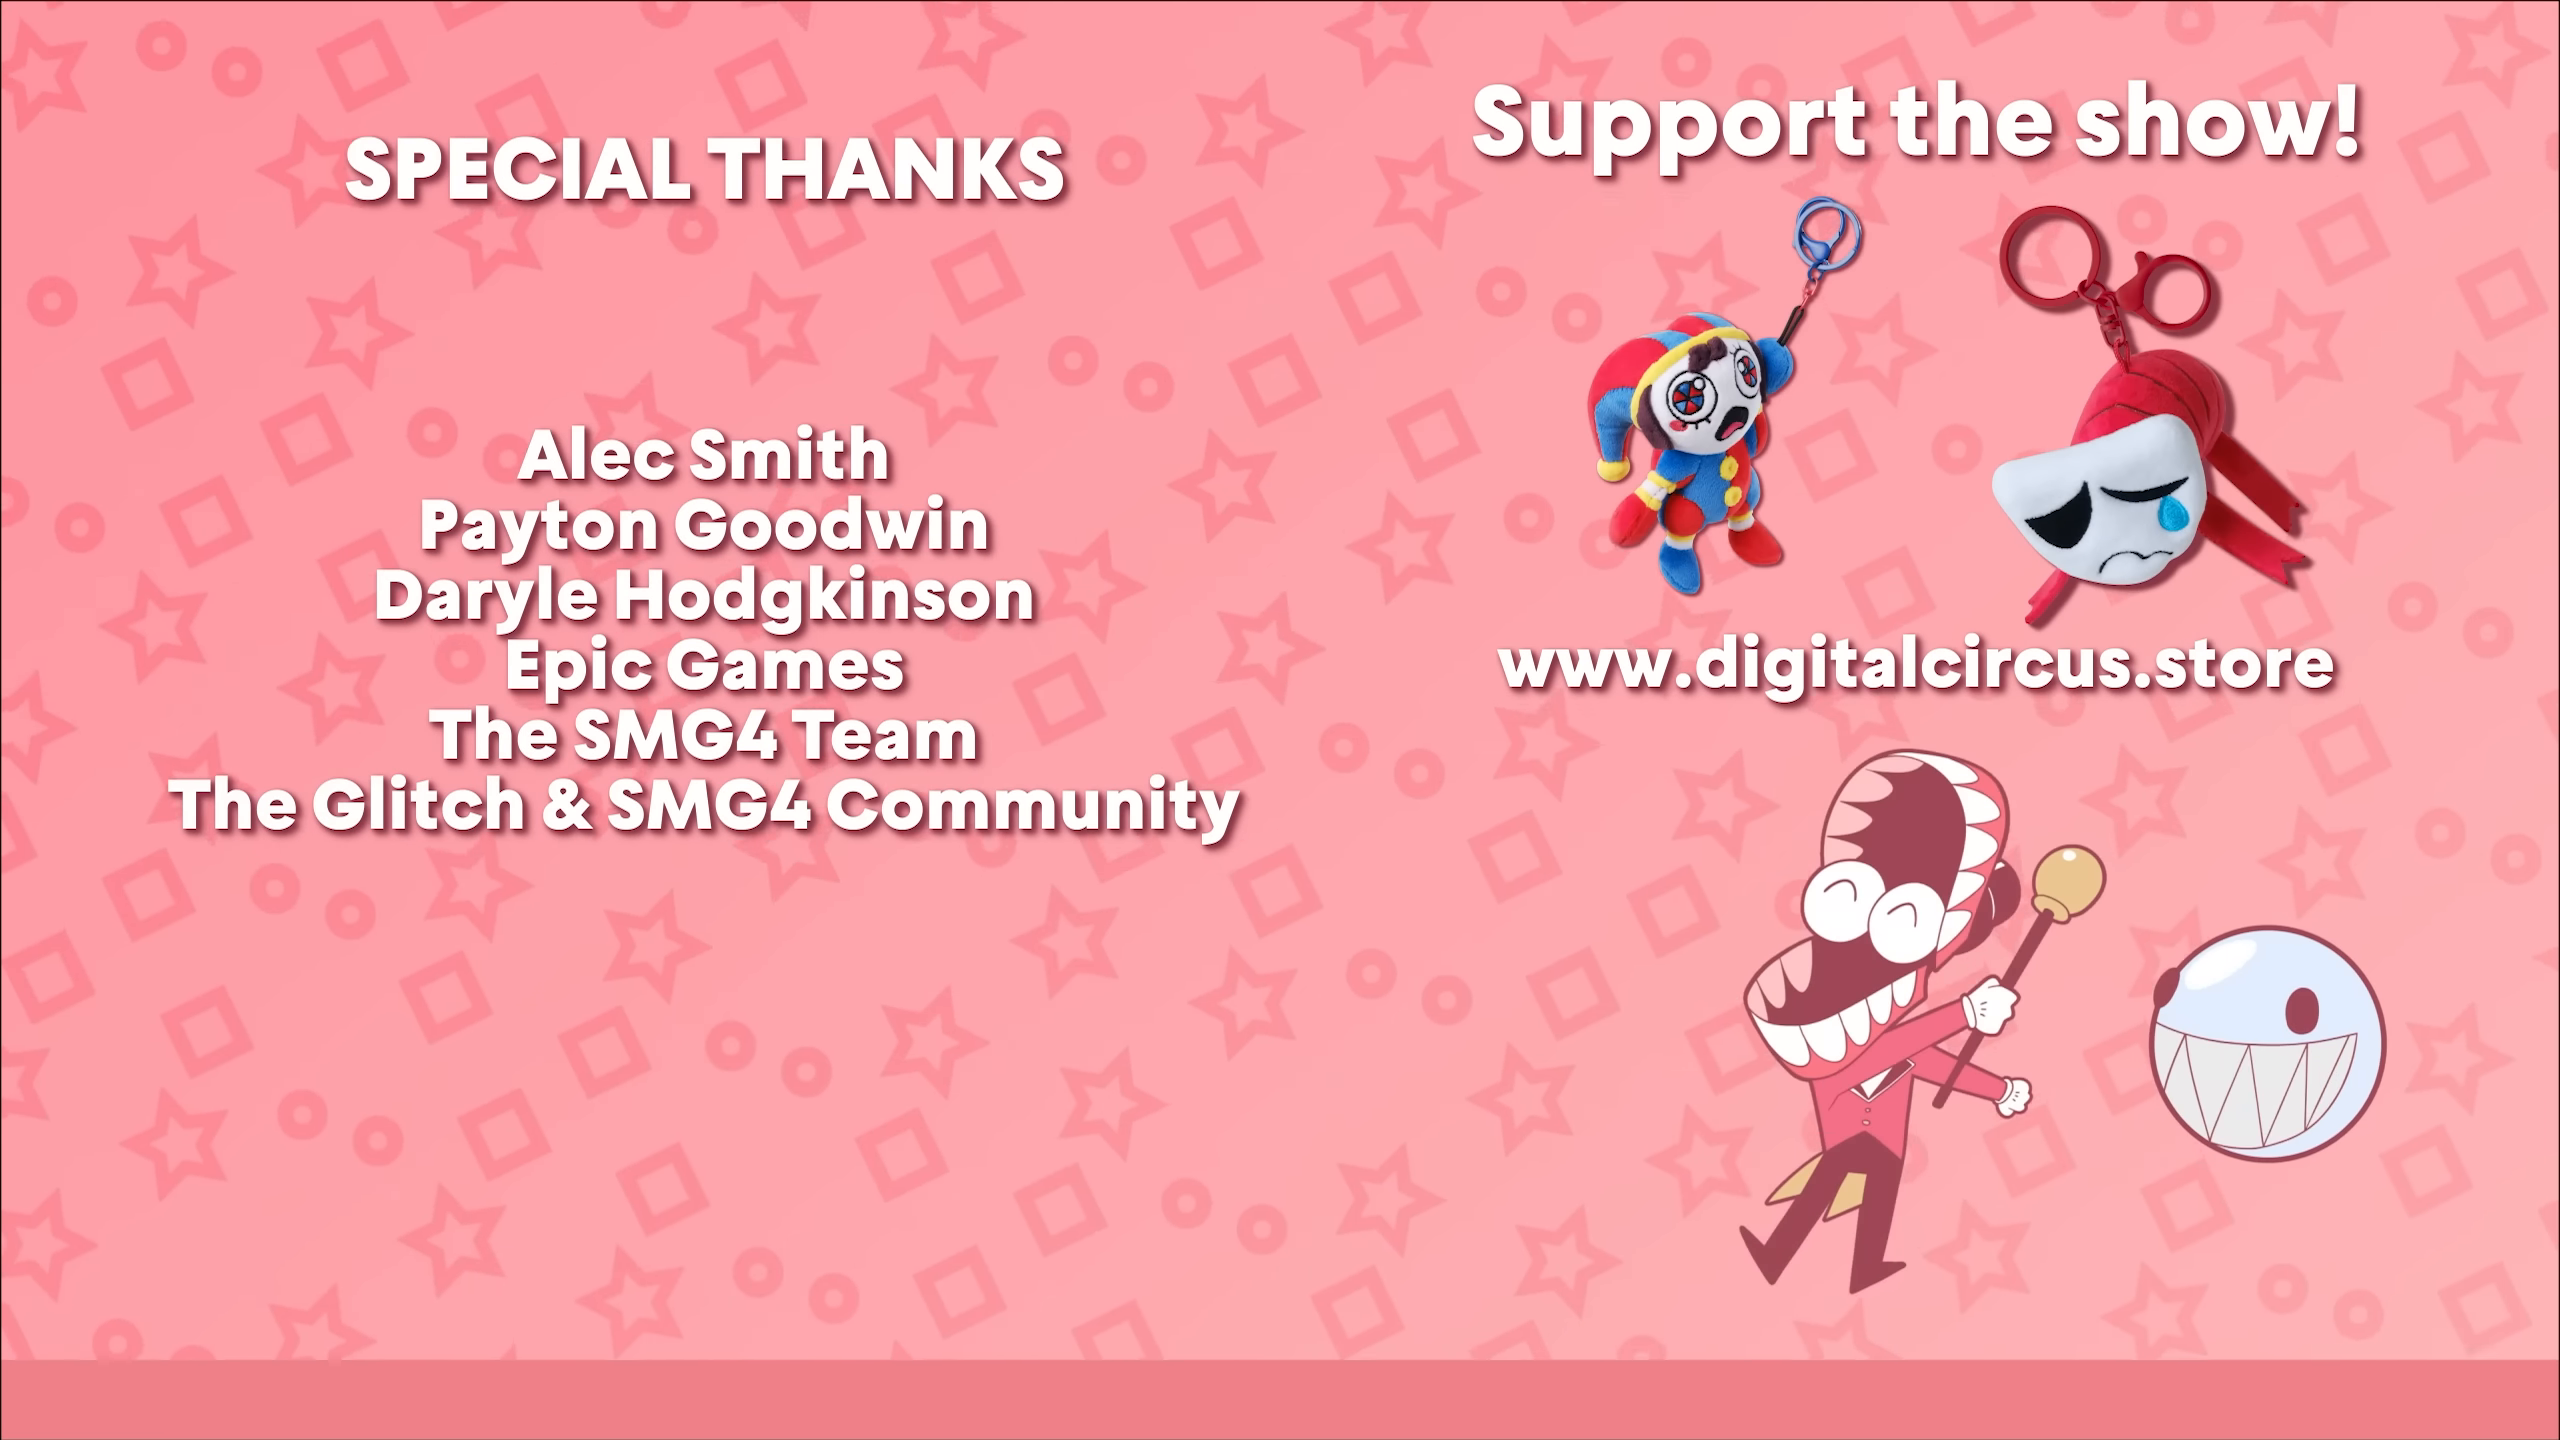 SPECIAL THANKS
Alec Smith
Payton Goodwin
Daryle Hodgkinson
Epic Games
The SMG4 Team
The Glitch & SMG4 Community
Support the show!
www.digitalcircus.store